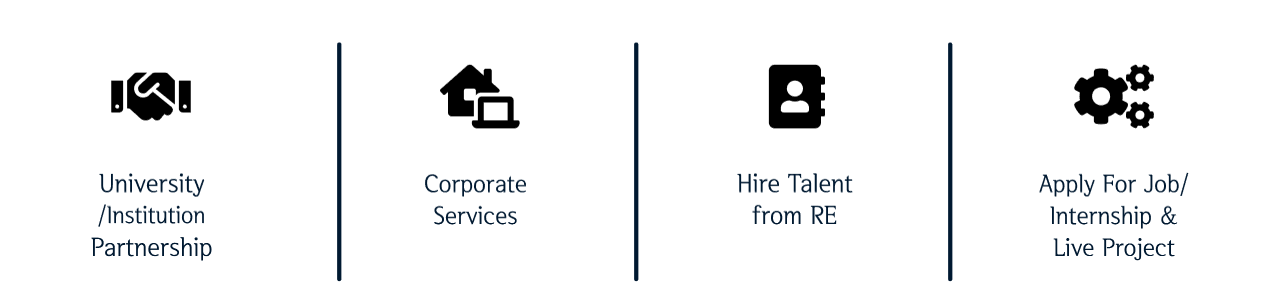 University
/Institution
Partnership
Corporate
Services
Hire Talent
from RE
Apply For Job/
Internship &
Live Project